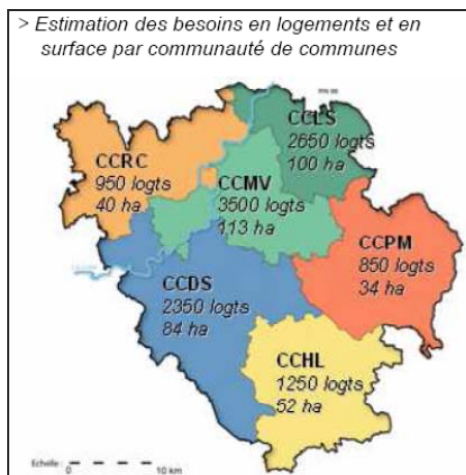 > Estimation des besoins en logements et en
surface par communauté de communes
CCLS
2650 logts
100 ha
CCRC
950 logts
40 ha
CCMV
3500 logts
113 ha
CCPM
850 logts
34 ha
CCDS
2350 logts
84 ha
CCHL
1250 logts
52 ha
Echelle : 0 10 km